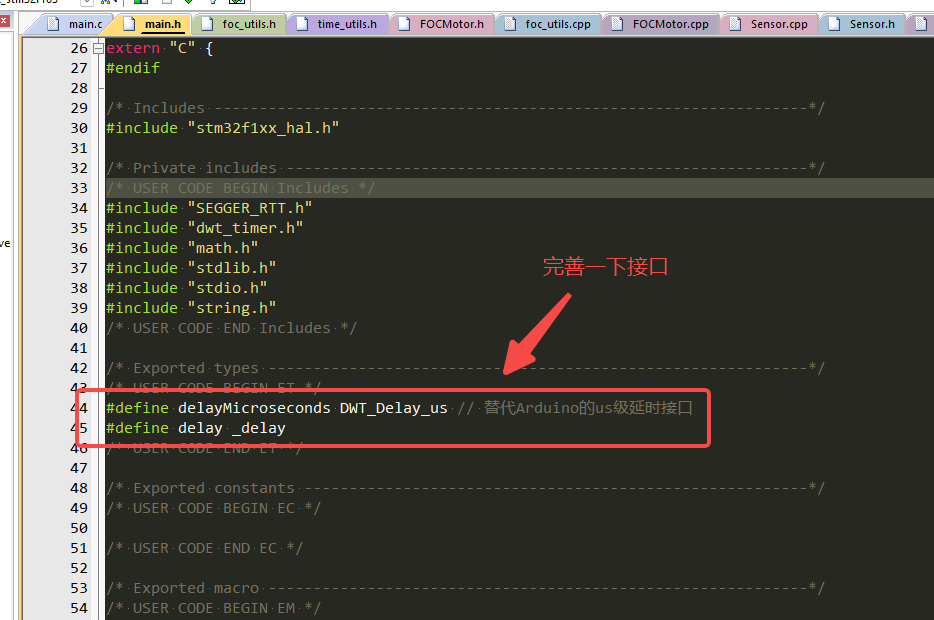 main.c
main.h
foc_utils.h
time_utils.h
FOCMotor.h
foc_utils.cpp
FOCMotor.cpp
Sensor.cpp
Sensor.h
26 extern "C" {
27 #endif
28
29 /* Includes ------------------------------------------------------------------*/
30 #include "stm32f1xx_hal.h"
31
32 /* Private includes ----------------------------------------------------------*/
33 /* USER CODE BEGIN Includes */
34 #include "SEGGER_RTT.h"
35 #include "dwt_timer.h"
36 #include "math.h"
37 #include "stdlib.h"
完善一下接口
38 #include "stdio.h"
39 #include "string.h"
40 /* USER CODE END Includes */
41
42 /* Exported types ------------------------------------------------------------*/
43 /* USER CODE BEGIN ET */
44 #define delayMicroseconds DWT_Delay_us // 替代Arduino的us级延时接口
45 #define delay _delay
46 /* USER CODE END ET */
47
48 /* Exported constants --------------------------------------------------------*/
49 /* USER CODE BEGIN EC */
50
51 /* USER CODE END EC */
52
53 /* Exported macro ------------------------------------------------------------*/
54 /* USER CODE BEGIN EM */